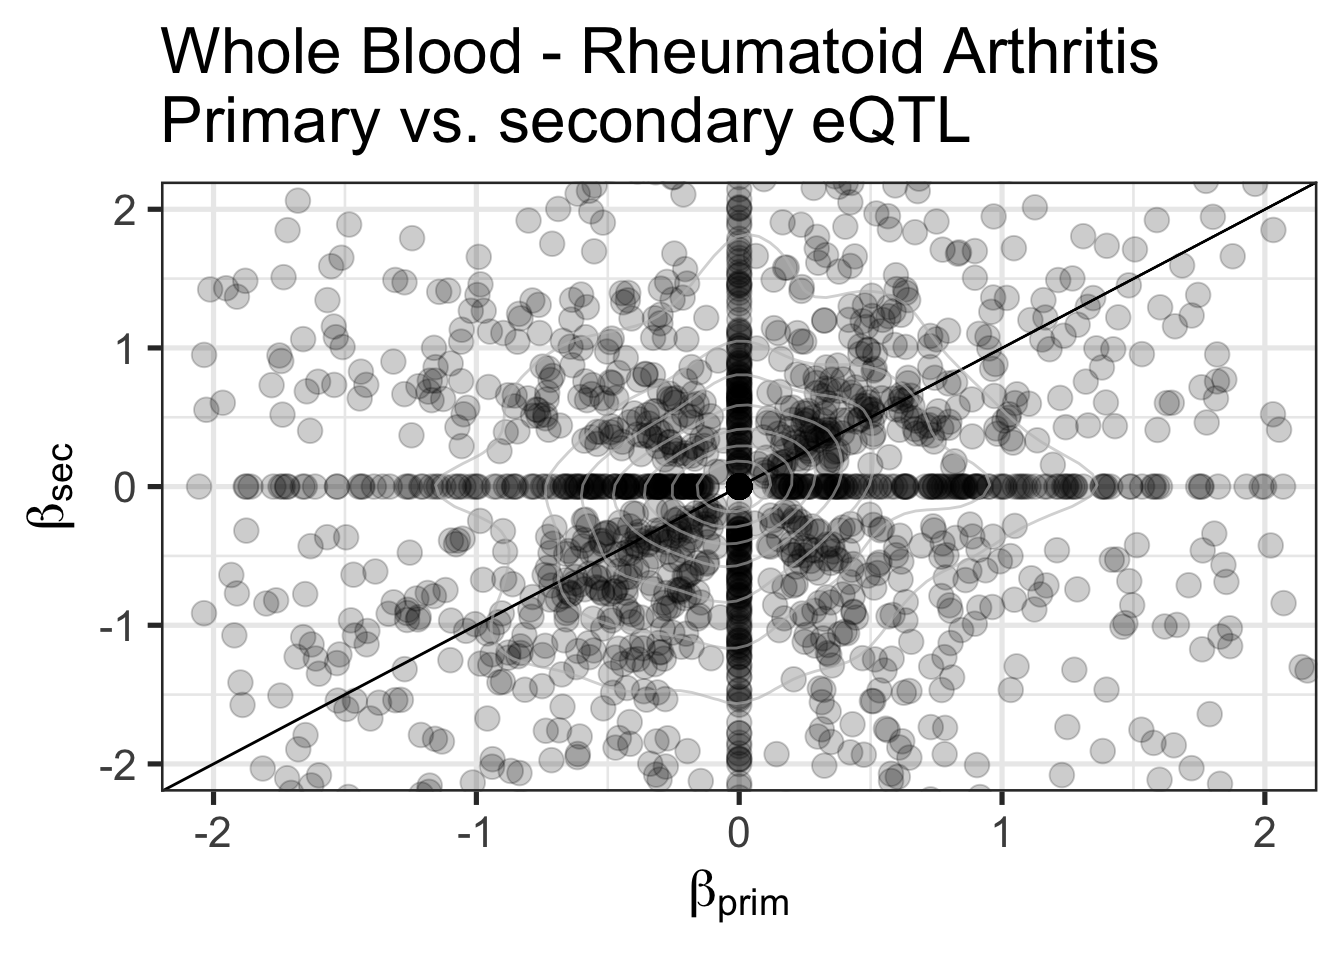 Whole Blood - Rheumatoid Arthritis
Primary vs. secondary eQTL
2
1
0
-1
-2
βsec
-2 -1 0 1 2
βprim